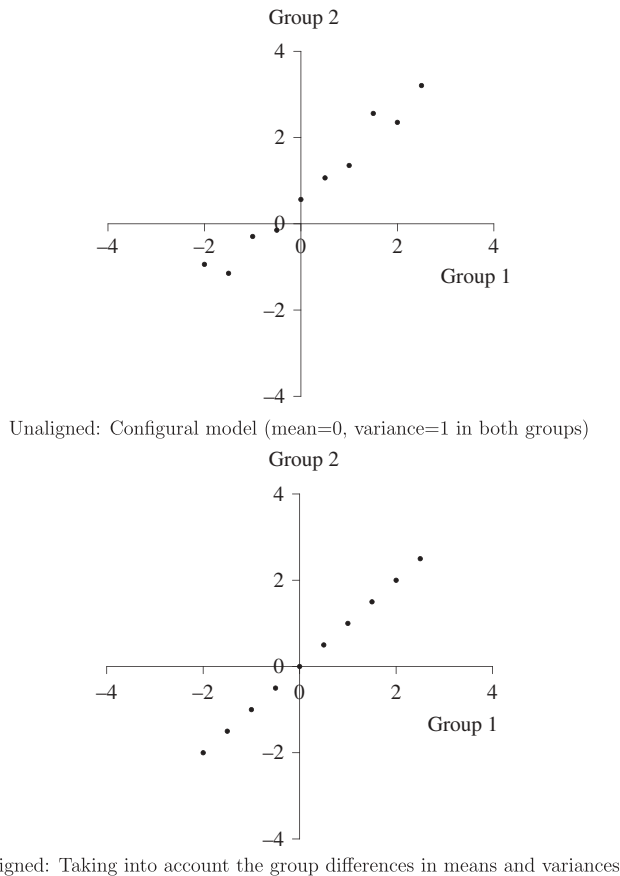 Group 2
4
2
0
–4 –2 0 2 4
Group 1
–2
–4
Unaligned: Configural model (mean=0, variance=1 in both groups)
Group 2
4
2
0
–4 –2 0 2 4
Group 1
–2
–4
igned: Taking into account the group differences in means and variances